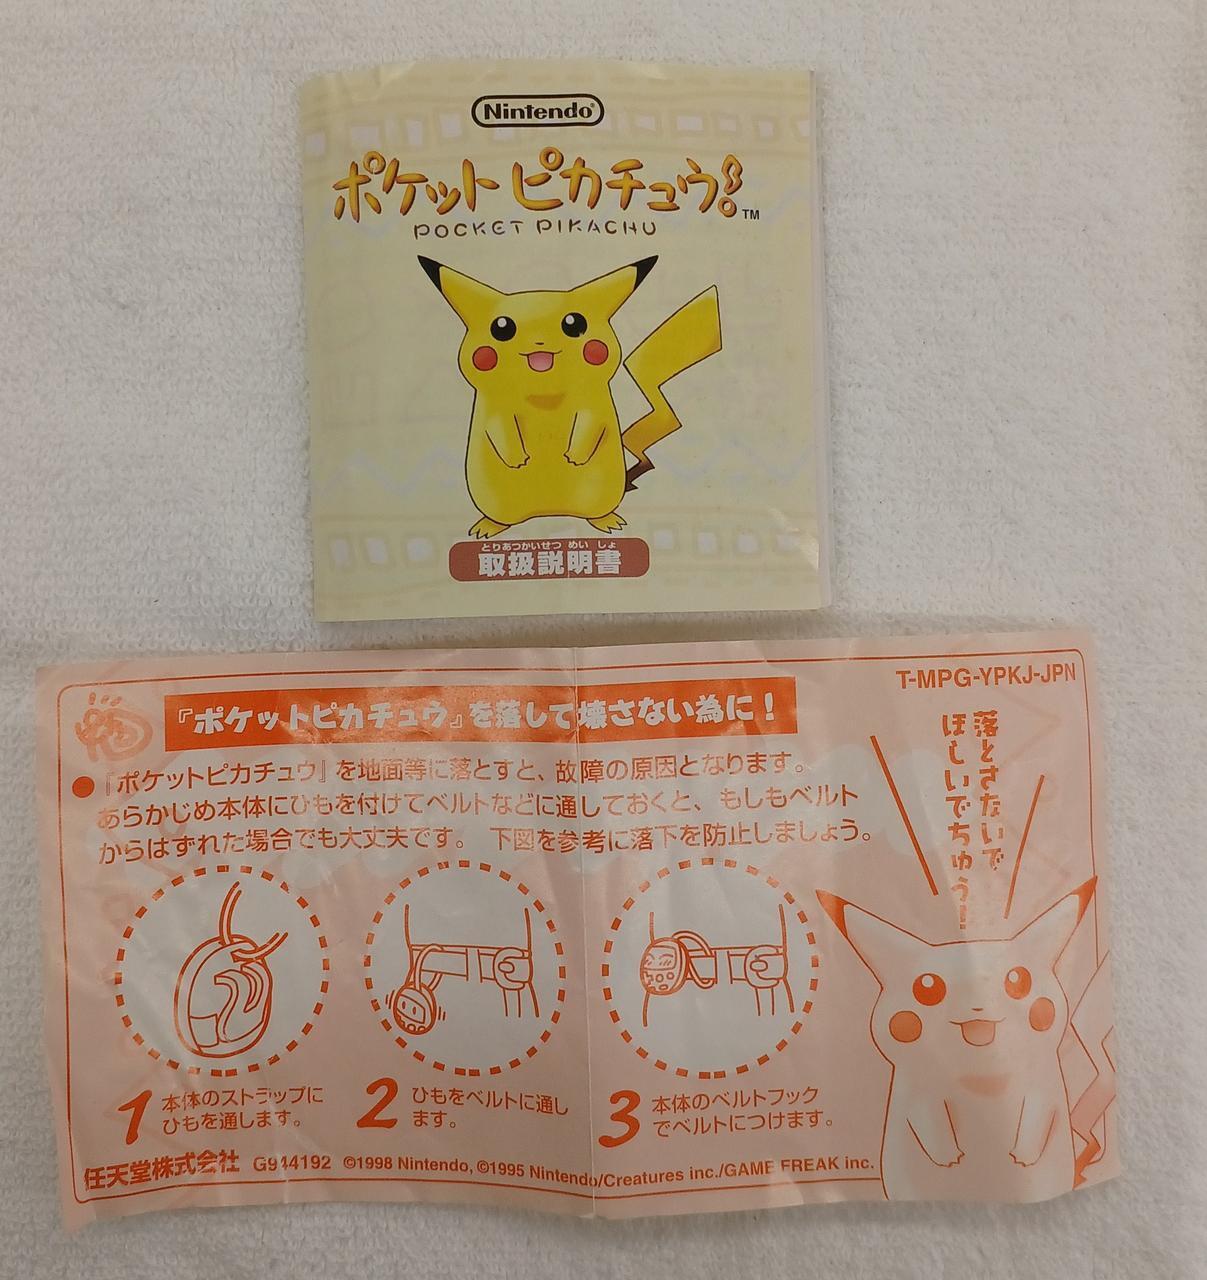 Nintendo®
ポケットピカチュウ! TM
POCKET PIKACHU
とりあつかいせつ めい しょ
取扱説明書
T-MPG-YPKJ-JPN
『ポケットピカチュウ』を落して壊さない為に！
●『ポケットピカチュウ』を地面等に落とすと、故障の原因となります。
あらかじめ本体にひもを付けてベルトなどに通しておくと、もしもベルト
からはずれた場合でも大丈夫です。 下図を参考に落下を防止しましょう。
落とさないで
ほしいでちゅう！
1 本体のストラップに
ひもを通します。
2 ひもをベルトに通し
ます。
3 本体のベルトフック
でベルトにつけます。
任天堂株式会社 G944192 ©1998 Nintendo, ©1995 Nintendo/Creatures inc./GAME FREAK inc.